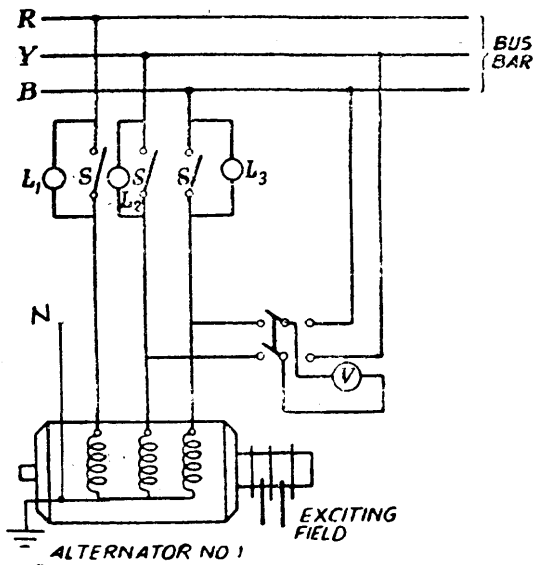 R
Y
B
BUS
BAR
L1
S
S
L2
S
L3
N
V
EXCITING
FIELD
ALTERNATOR NO 1